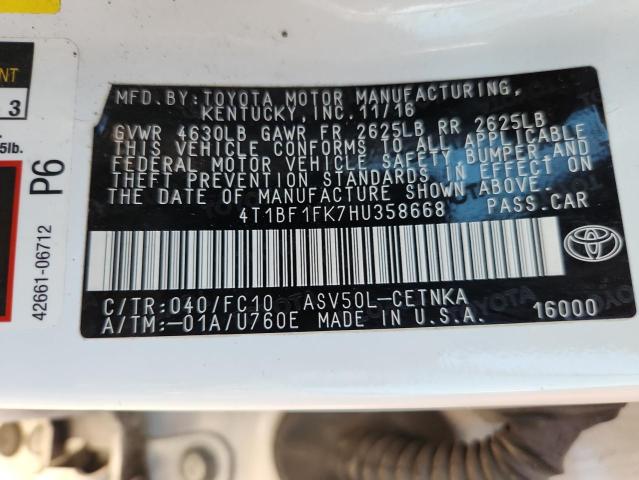 MFD.BY:TOYOTA MOTOR MANUFACTURING,
KENTUCKY,INC.11/16
GVWR 4630LB GAWR FR 2625LB RR 2625LB
THIS VEHICLE CONFORMS TO ALL APPLICABLE
FEDERAL MOTOR VEHICLE SAFETY,BUMPER AND
THEFT PREVENTION STANDARDS IN EFFECT ON
THE DATE OF MANUFACTURE SHOWN ABOVE.
4T1BF1FK7HU358668 PASS.CAR
TOYOTA
C/TR:040/FC10 ASV50L-CETNKA
A/TM:-01A/U760E MADE IN U.S.A. 16000
3
5lb.
P6
42661-06712